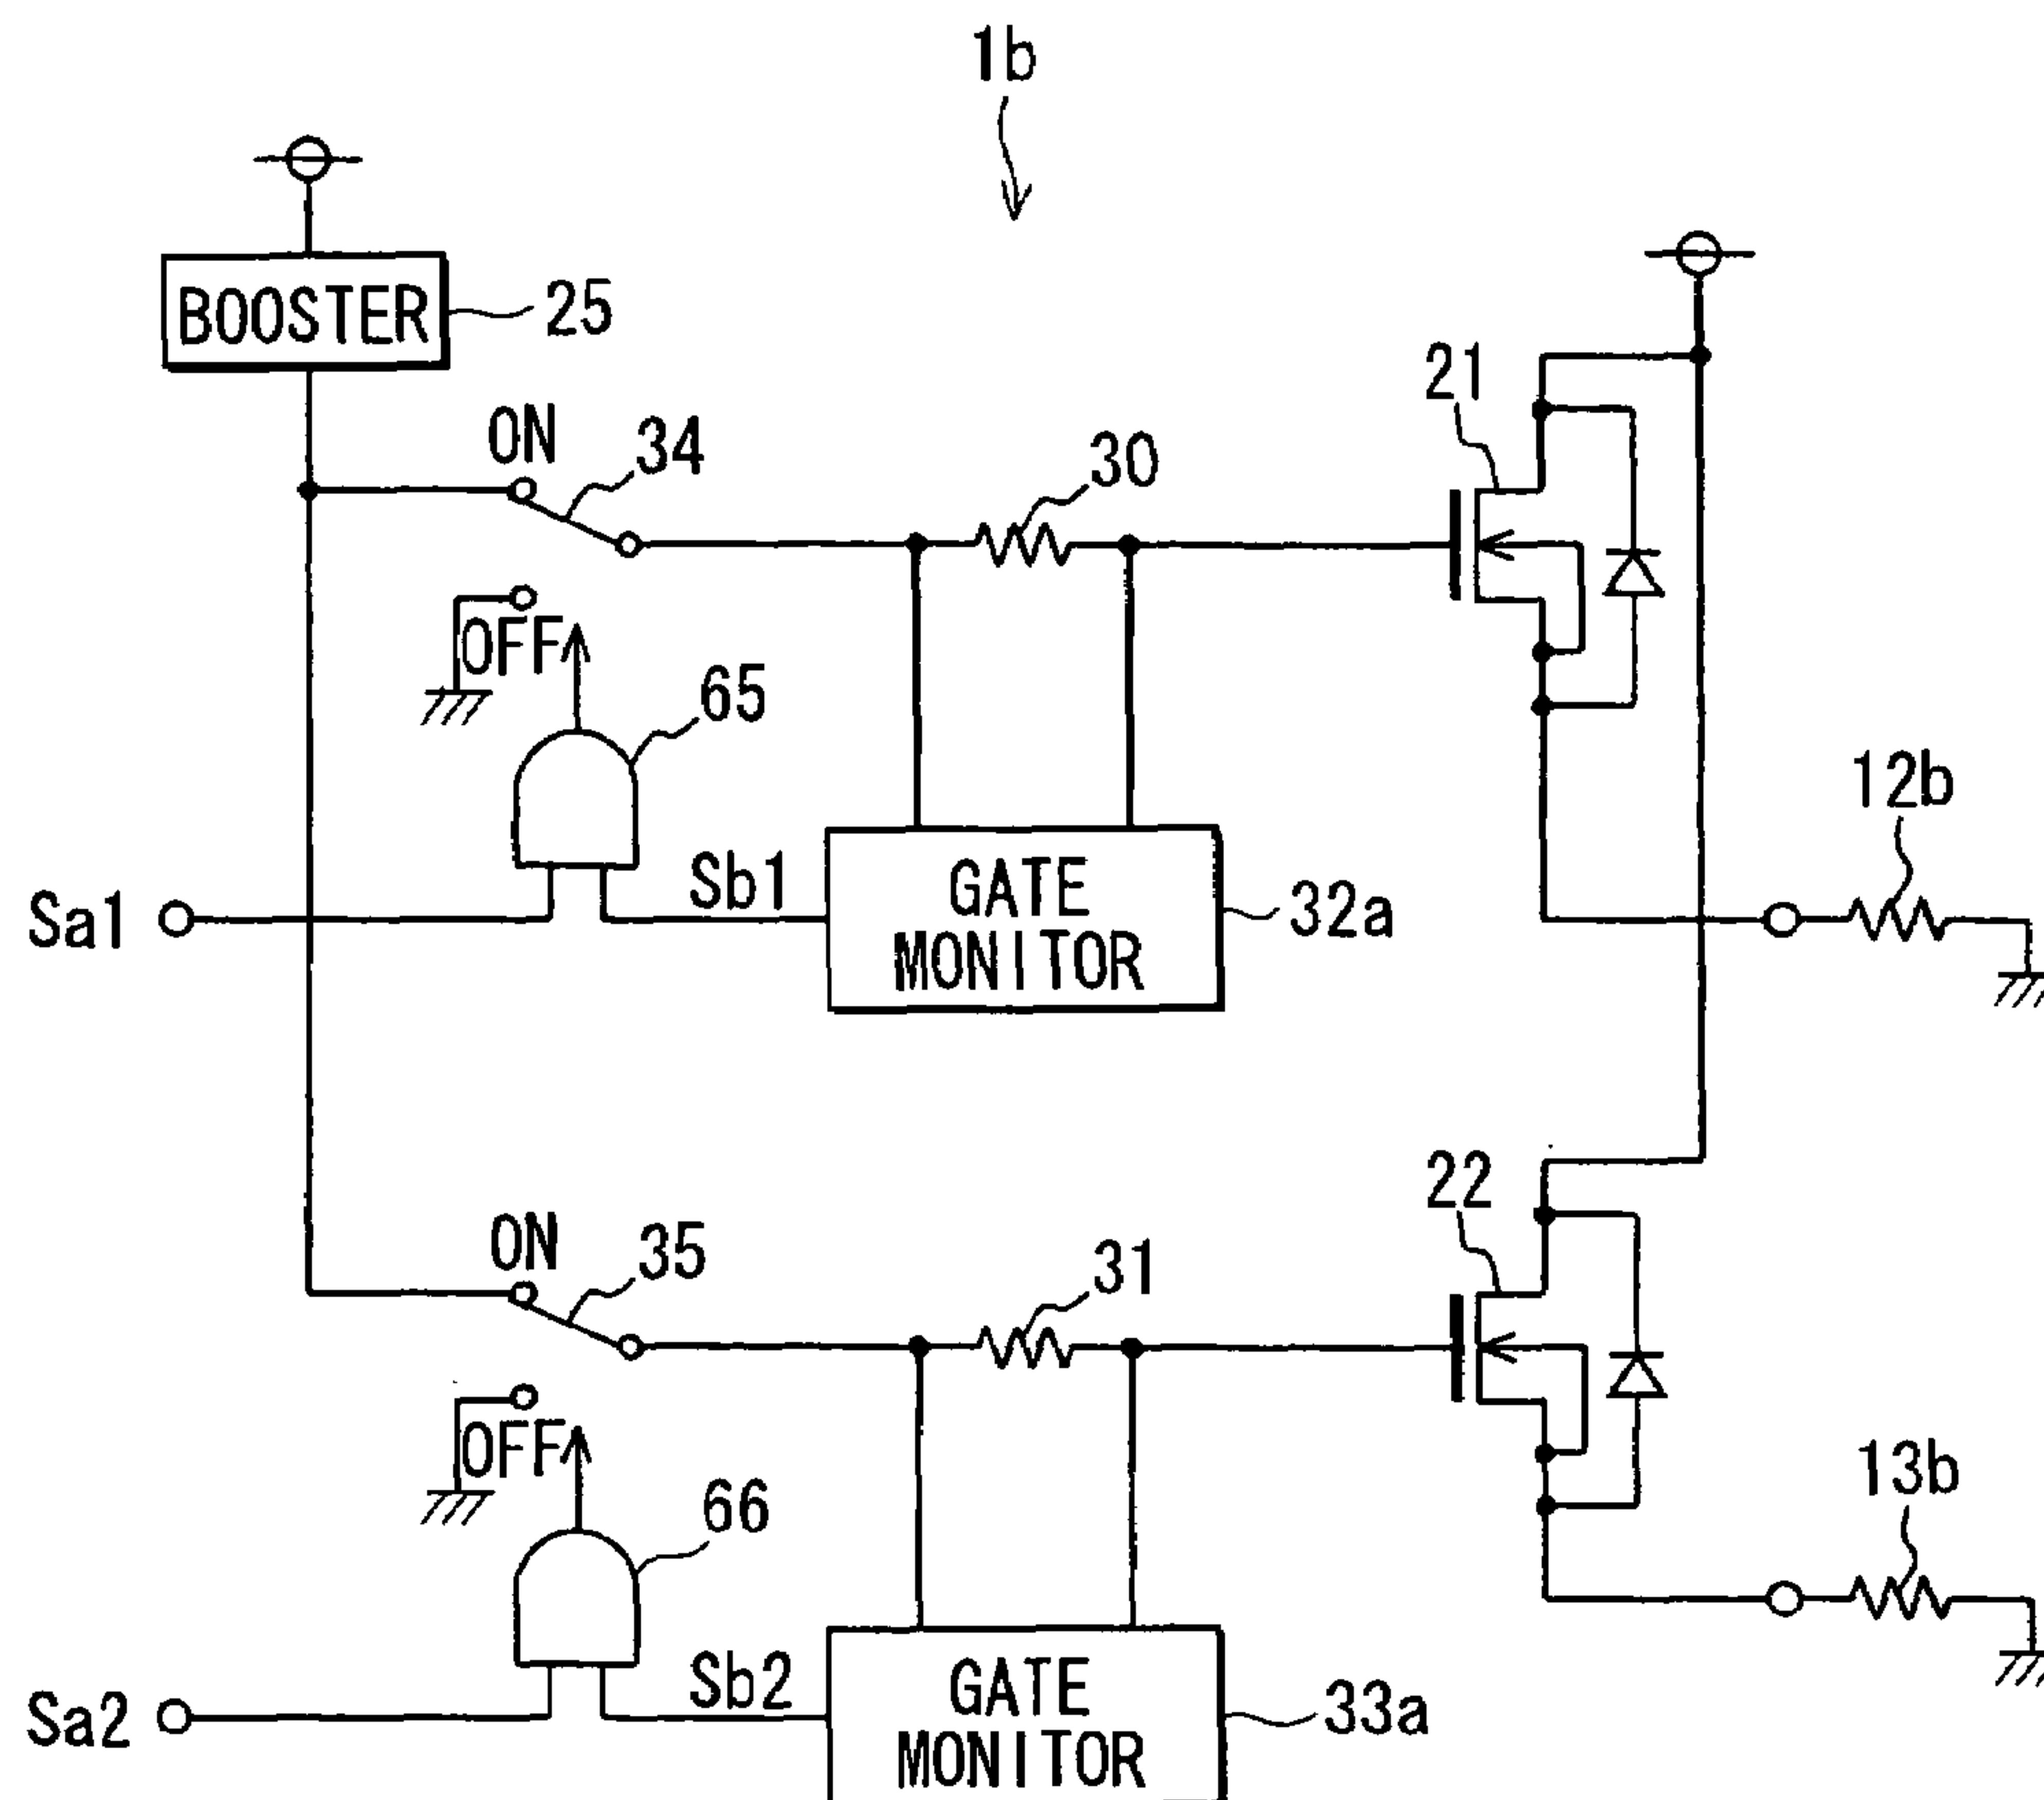 1b
BOOSTER
25
ON
34
30
21
OFF
65
12b
Sa1
Sb1
GATE
MONITOR
32a
22
ON
35
31
OFF
66
13b
Sa2
Sb2
GATE
MONITOR
33a